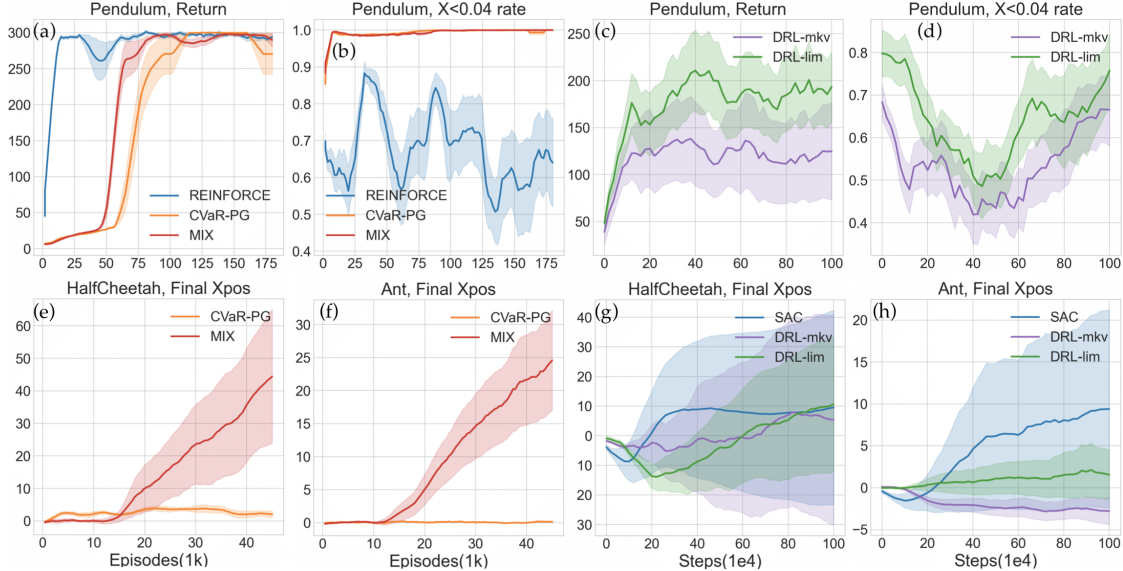 Pendulum, Return
(a)
300
250
200
150
100
50
0
REINFORCE
CVaR-PG
MIX
0 25 50 75 100 125 150 175
Pendulum, X<0.04 rate
(b)
1.0
0.9
0.8
0.7
0.6
0.5
0.4
REINFORCE
CVaR-PG
MIX
0 25 50 75 100 125 150 175
Pendulum, Return
(c)
250
200
150
100
50
DRL-mkv
DRL-lim
0 20 40 60 80 100
Pendulum, X<0.04 rate
(d)
0.8
0.7
0.6
0.5
0.4
DRL-mkv
DRL-lim
0 20 40 60 80 100
HalfCheetah, Final Xpos
(e)
60
50
40
30
20
10
0
CVaR-PG
MIX
0 10 20 30 40
Episodes(1k)
Ant, Final Xpos
(f)
30
25
20
15
10
5
0
CVaR-PG
MIX
0 10 20 30 40
Episodes(1k)
HalfCheetah, Final Xpos
(g)
40
30
20
10
0
10
20
30
SAC
DRL-mkv
DRL-lim
0 20 40 60 80 100
Steps(1e4)
Ant, Final Xpos
(h)
20
15
10
5
0
−5
SAC
DRL-mkv
DRL-lim
0 20 40 60 80 100
Steps(1e4)